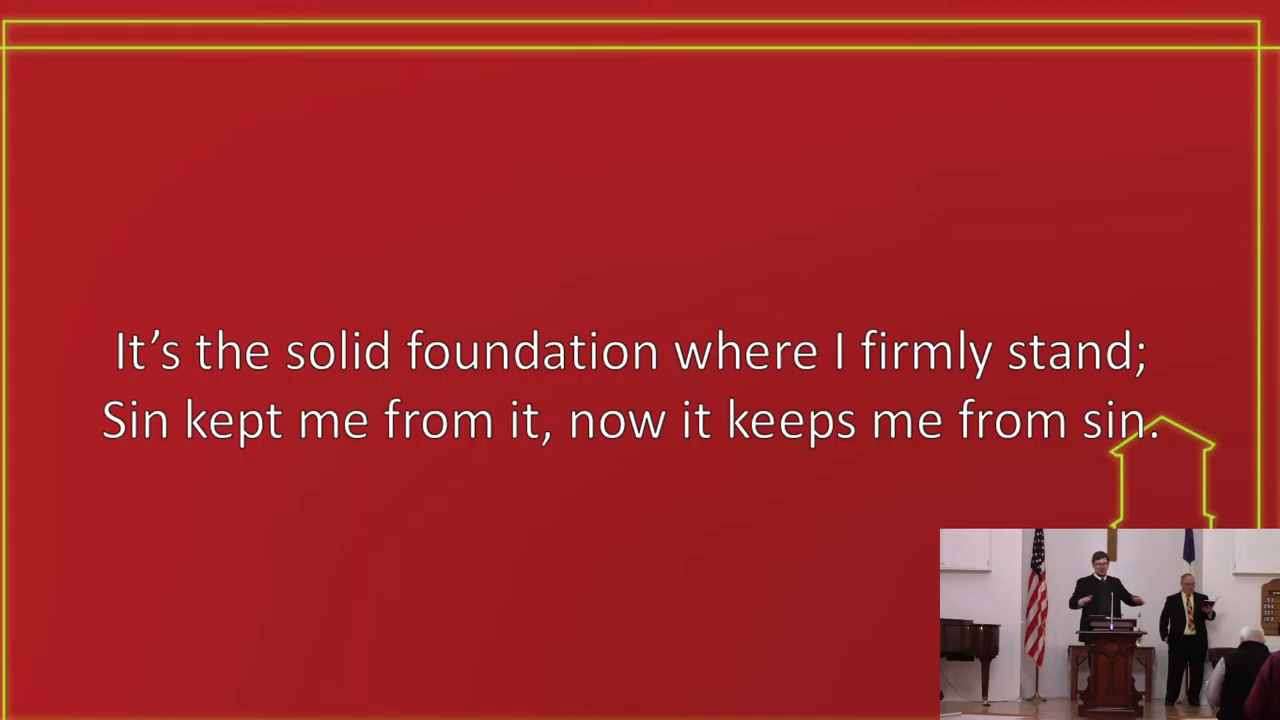 It’s the solid foundation where I firmly stand;
Sin kept me from it, now it keeps me from sin.